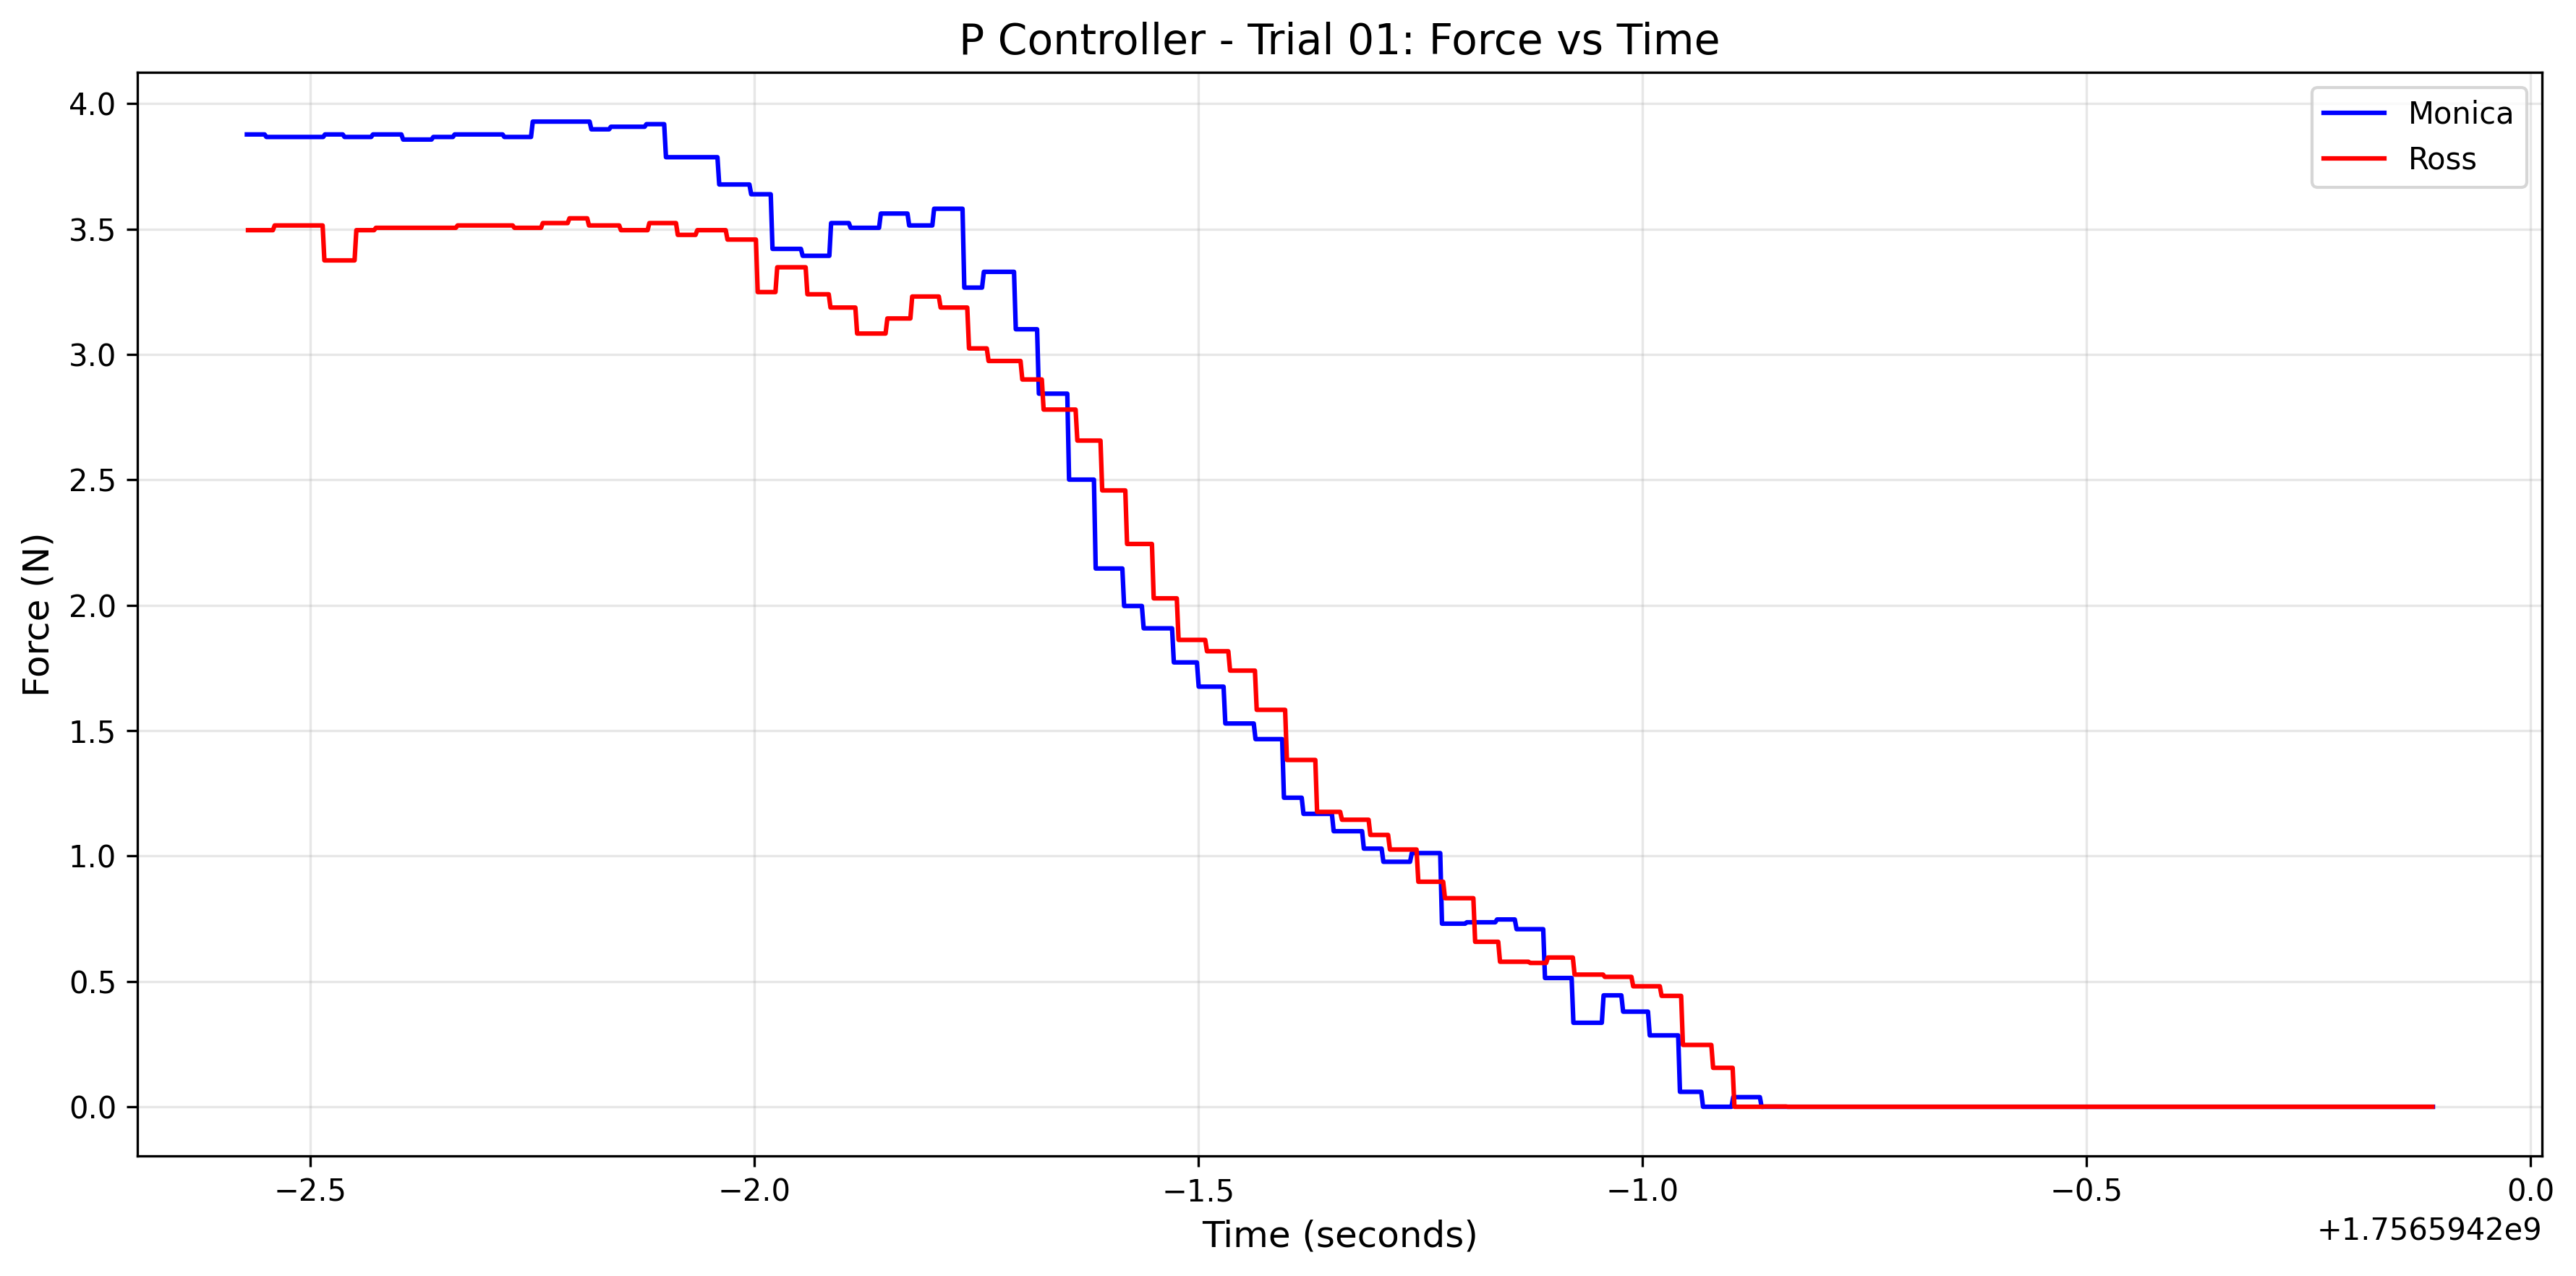 P Controller - Trial 01: Force vs Time
Monica
Ross
Force (N)
4.0
3.5
3.0
2.5
2.0
1.5
1.0
0.5
0.0
−2.5 −2.0 −1.5 −1.0 −0.5 0.0
Time (seconds)
+1.7565942e9